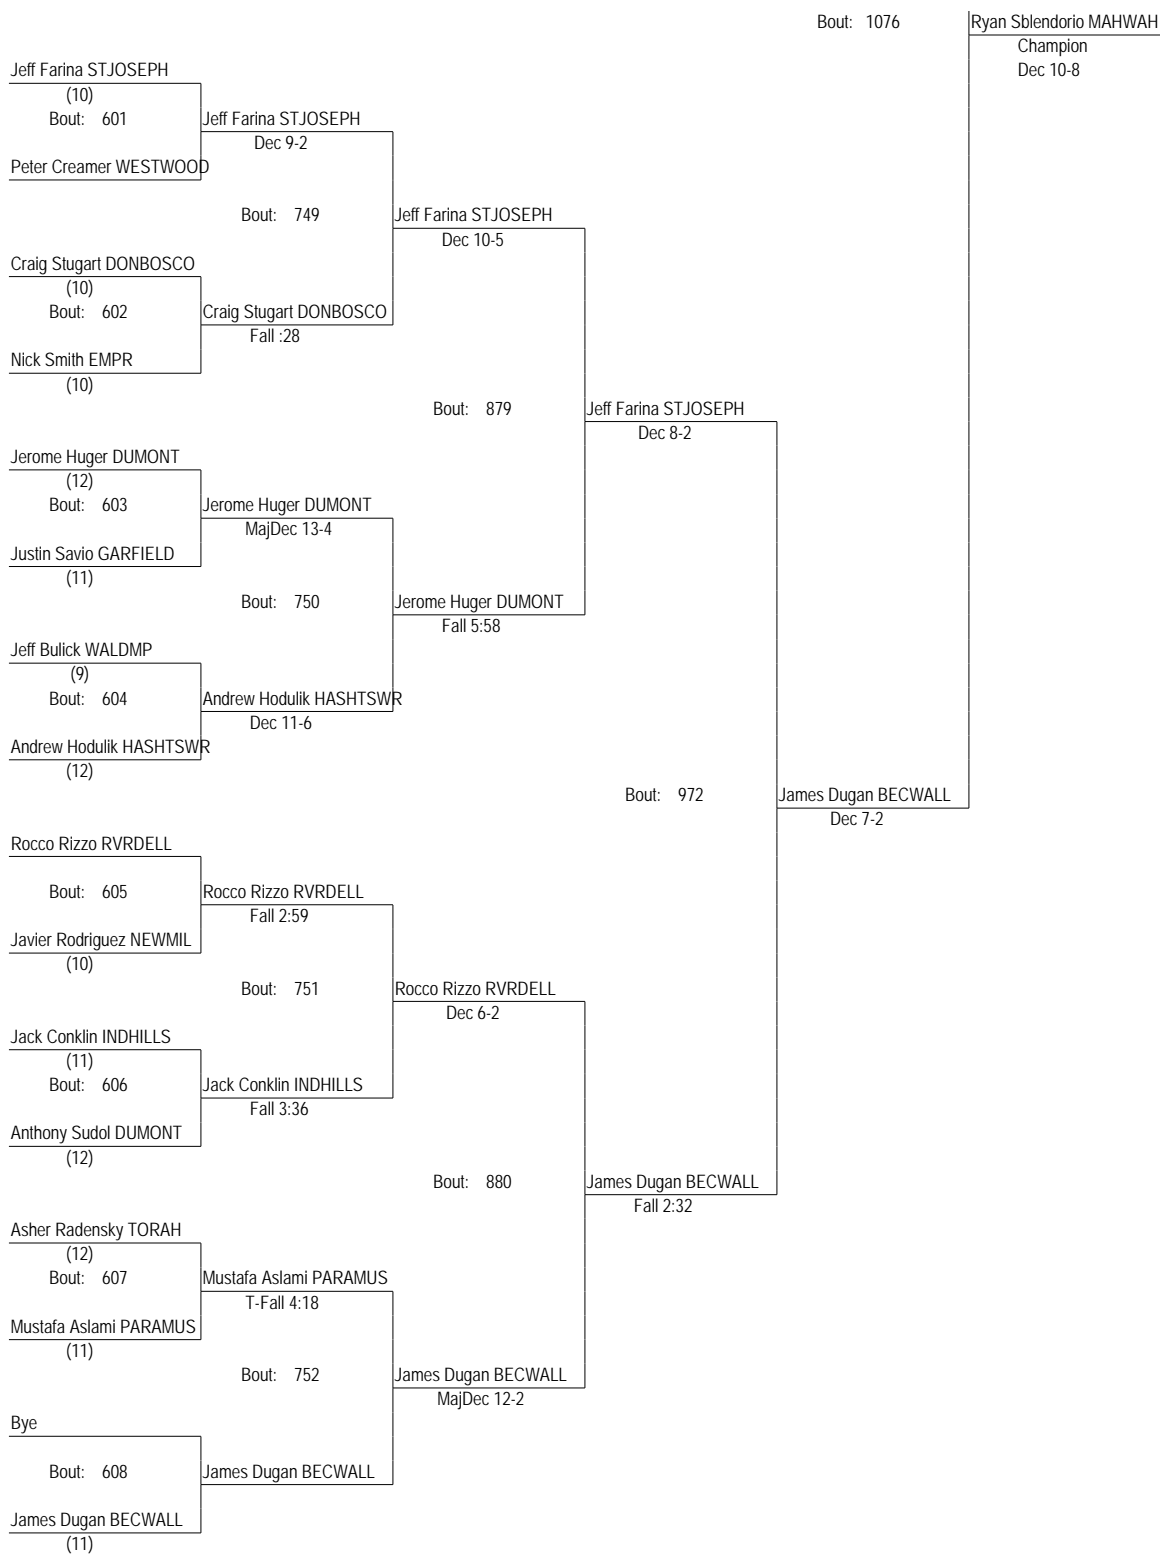 Bout: 1076
Ryan Sblendorio MAHWAH
Champion
Dec 10-8
Jeff Farina STJOSEPH
(10)
Bout: 601
Jeff Farina STJOSEPH
Dec 9-2
Peter Creamer WESTWOOD
Bout: 749
Jeff Farina STJOSEPH
Dec 10-5
Craig Stugart DONBOSCO
(10)
Bout: 602
Craig Stugart DONBOSCO
Fall :28
Nick Smith EMPR
(10)
Bout: 879
Jeff Farina STJOSEPH
Dec 8-2
Jerome Huger DUMONT
(12)
Bout: 603
Jerome Huger DUMONT
MajDec 13-4
Justin Savio GARFIELD
(11)
Bout: 750
Jerome Huger DUMONT
Fall 5:58
Jeff Bulick WALDMP
(9)
Bout: 604
Andrew Hodulik HASHTSWR
Dec 11-6
Andrew Hodulik HASHTSWR
(12)
Bout: 972
James Dugan BECWALL
Dec 7-2
Rocco Rizzo RVRDELL
Bout: 605
Rocco Rizzo RVRDELL
Fall 2:59
Javier Rodriguez NEWMIL
(10)
Bout: 751
Rocco Rizzo RVRDELL
Dec 6-2
Jack Conklin INDHILLS
(11)
Bout: 606
Jack Conklin INDHILLS
Fall 3:36
Anthony Sudol DUMONT
(12)
Bout: 880
James Dugan BECWALL
Fall 2:32
Asher Radensky TORAH
(12)
Bout: 607
Mustafa Aslami PARAMUS
T-Fall 4:18
Mustafa Aslami PARAMUS
(11)
Bout: 752
James Dugan BECWALL
MajDec 12-2
Bye
Bout: 608
James Dugan BECWALL
James Dugan BECWALL
(11)